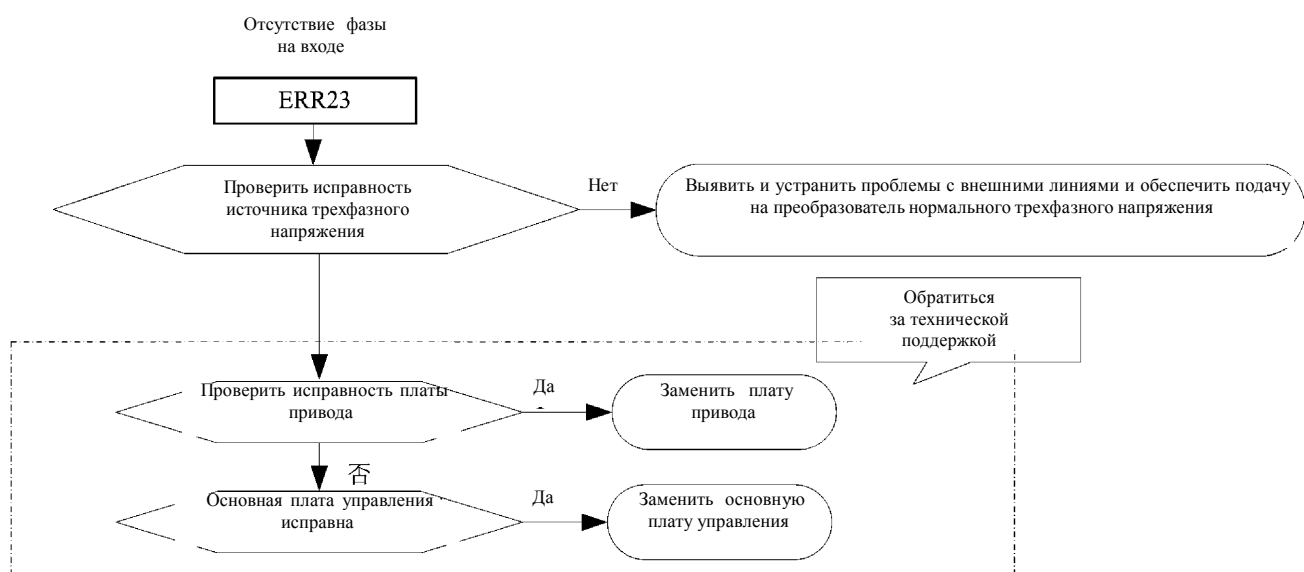 Отсутствие фазы
на входе
ERR23
Проверить исправность
источника трехфазного
напряжения
Нет
Выявить и устранить проблемы с внешними линиями и обеспечить подачу
на преобразователь нормального трехфазного напряжения
Обратиться
за технической
поддержкой
Проверить исправность платы
привода
Да
Заменить плату
привода
否
Основная плата управления
исправна
Да
Заменить основную
плату управления